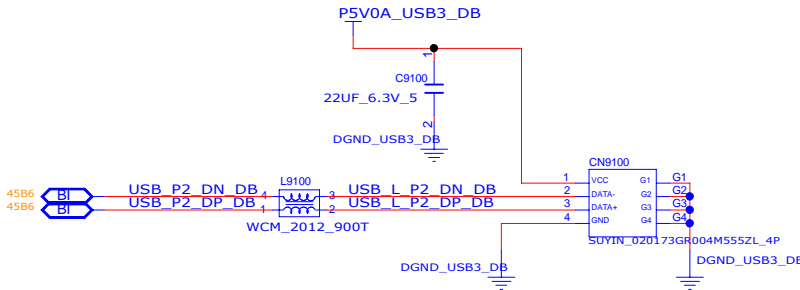 P5V0A_USB3_DB
1
C9100
22UF_6.3V_5
2
DGND_USB3_DB
CN9100
1 VCC G1 G1
45B6 BI USB_P2_DN_DB 4 L9100 3 USB_L_P2_DN_DB 2 DATA- G2 G2
45B6 BI USB_P2_DP_DB 1 2 USB_L_P2_DP_DB 3 DATA+ G3 G3
4 GND G4 G4
WCM_2012_900T
SUYIN_020173GR004M555ZL_4P
DGND_USB3_DB
DGND_USB3_DB